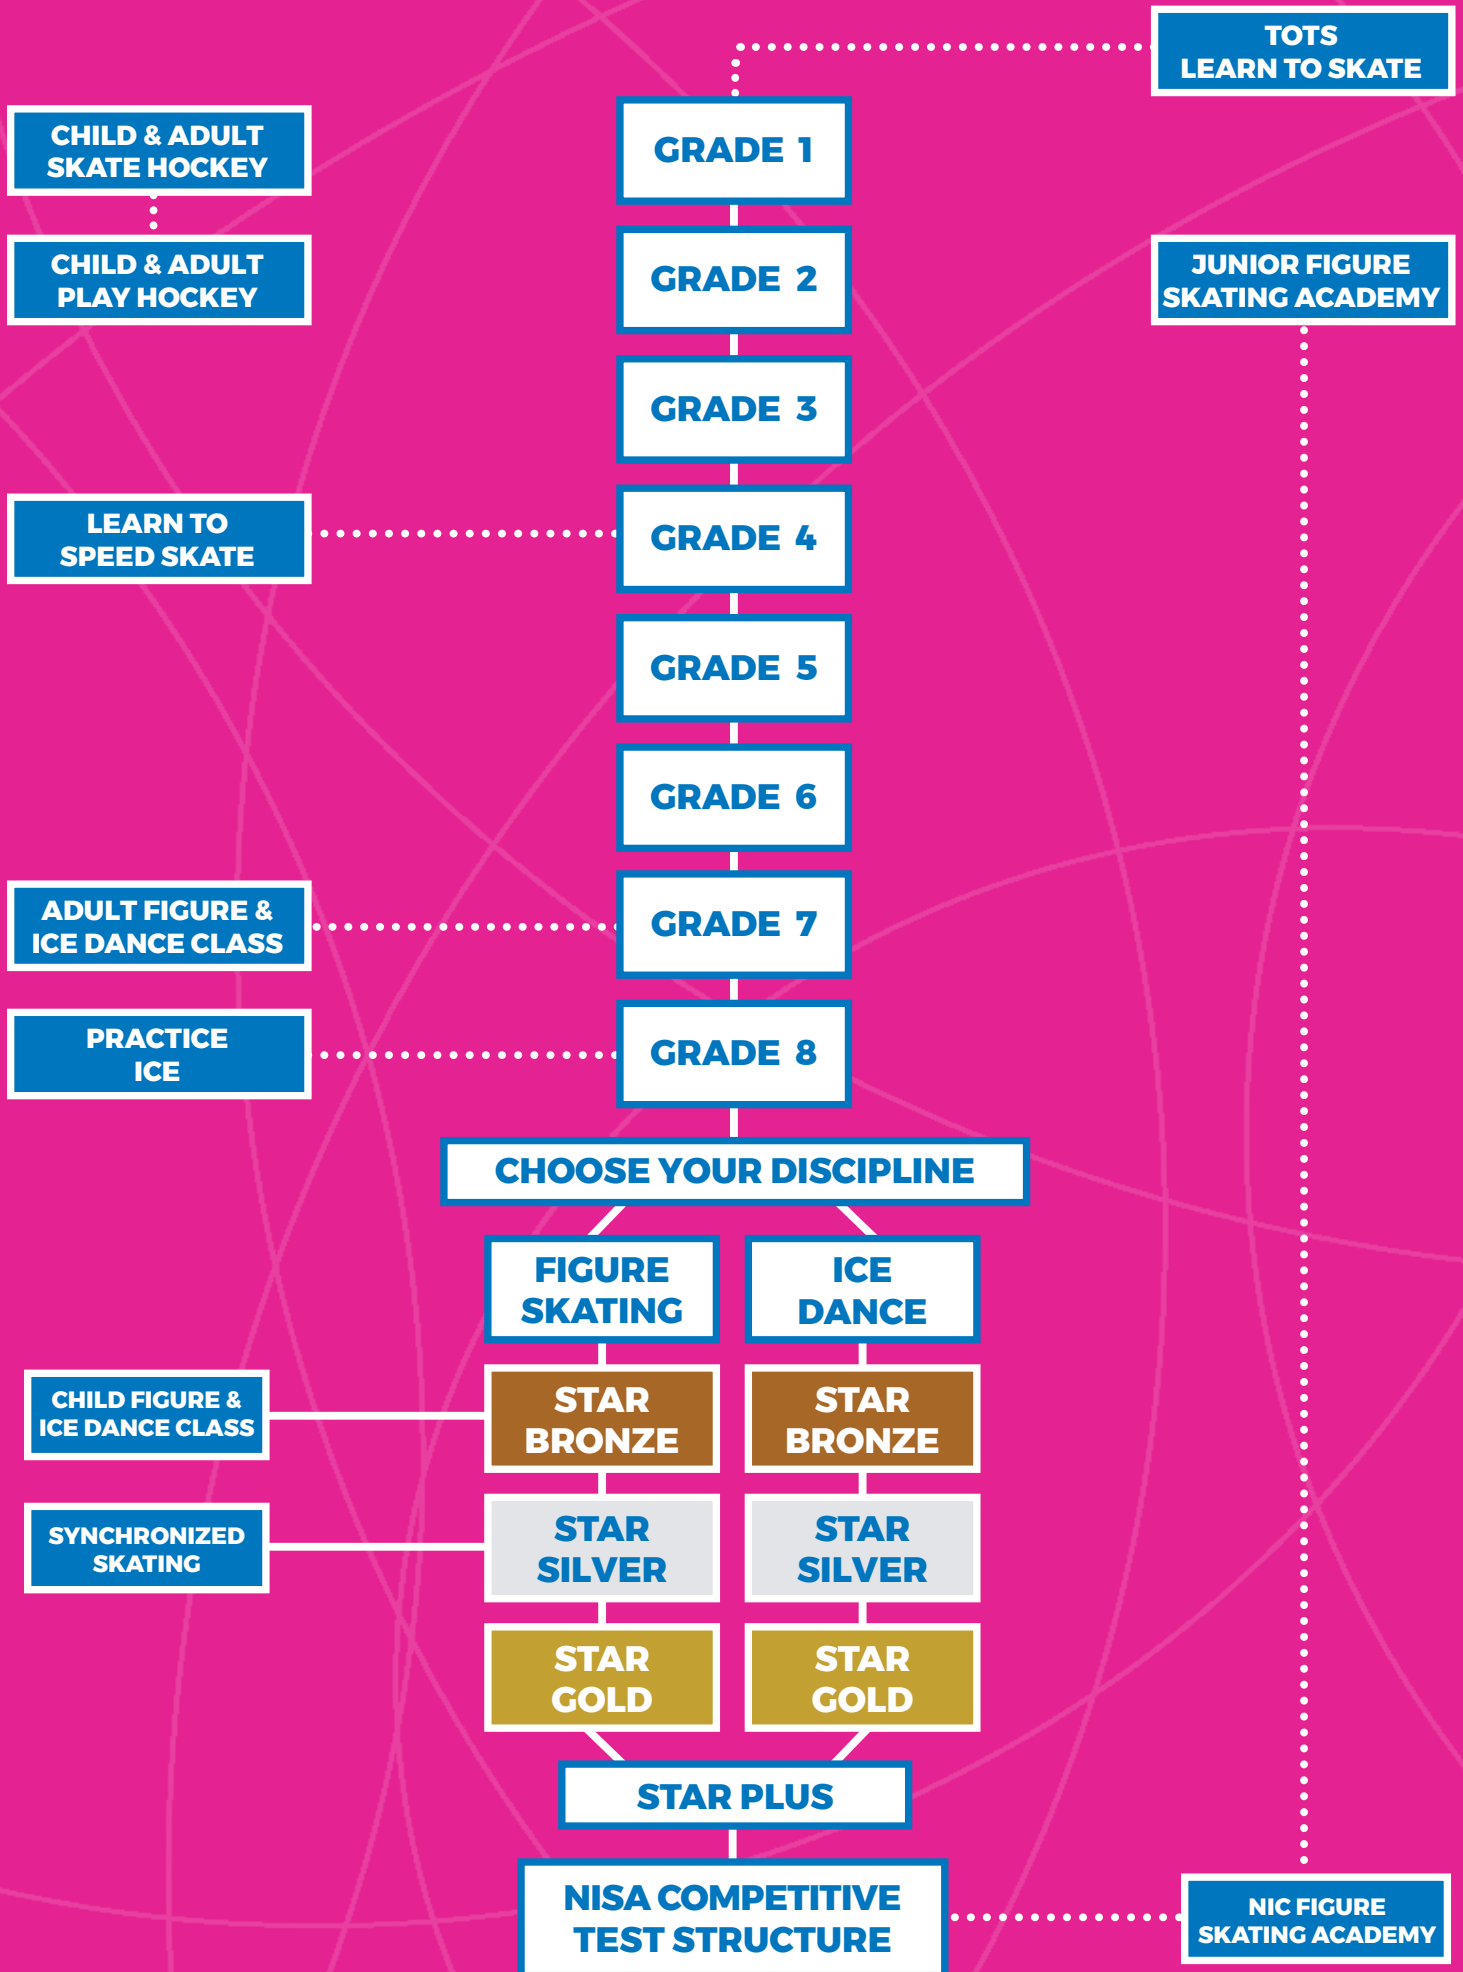 TOTS
LEARN TO SKATE
CHILD & ADULT
SKATE HOCKEY
GRADE 1
CHILD & ADULT
PLAY HOCKEY
GRADE 2
JUNIOR FIGURE
SKATING ACADEMY
GRADE 3
LEARN TO
SPEED SKATE
GRADE 4
GRADE 5
GRADE 6
ADULT FIGURE &
ICE DANCE CLASS
GRADE 7
PRACTICE
ICE
GRADE 8
CHOOSE YOUR DISCIPLINE
FIGURE
SKATING
ICE
DANCE
CHILD FIGURE &
ICE DANCE CLASS
STAR
BRONZE
STAR
BRONZE
SYNCHRONIZED
SKATING
STAR
SILVER
STAR
SILVER
STAR
GOLD
STAR
GOLD
STAR PLUS
NISA COMPETITIVE
TEST STRUCTURE
NIC FIGURE
SKATING ACADEMY